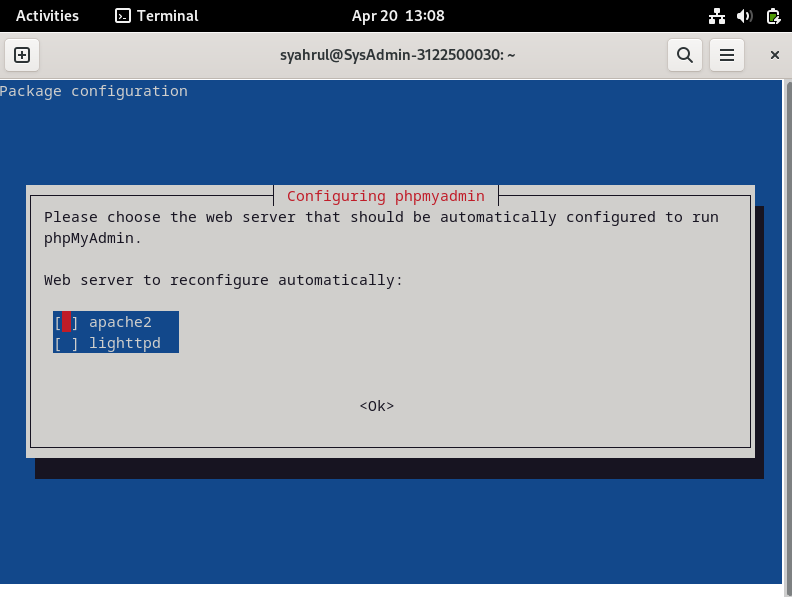 Activities Terminal Apr 20 13:08
syahrul@SysAdmin-3122500030: ~
Package configuration
Configuring phpmyadmin
Please choose the web server that should be automatically configured to run
phpMyAdmin.
Web server to reconfigure automatically:
[ ] apache2
[ ] lighttpd
<Ok>